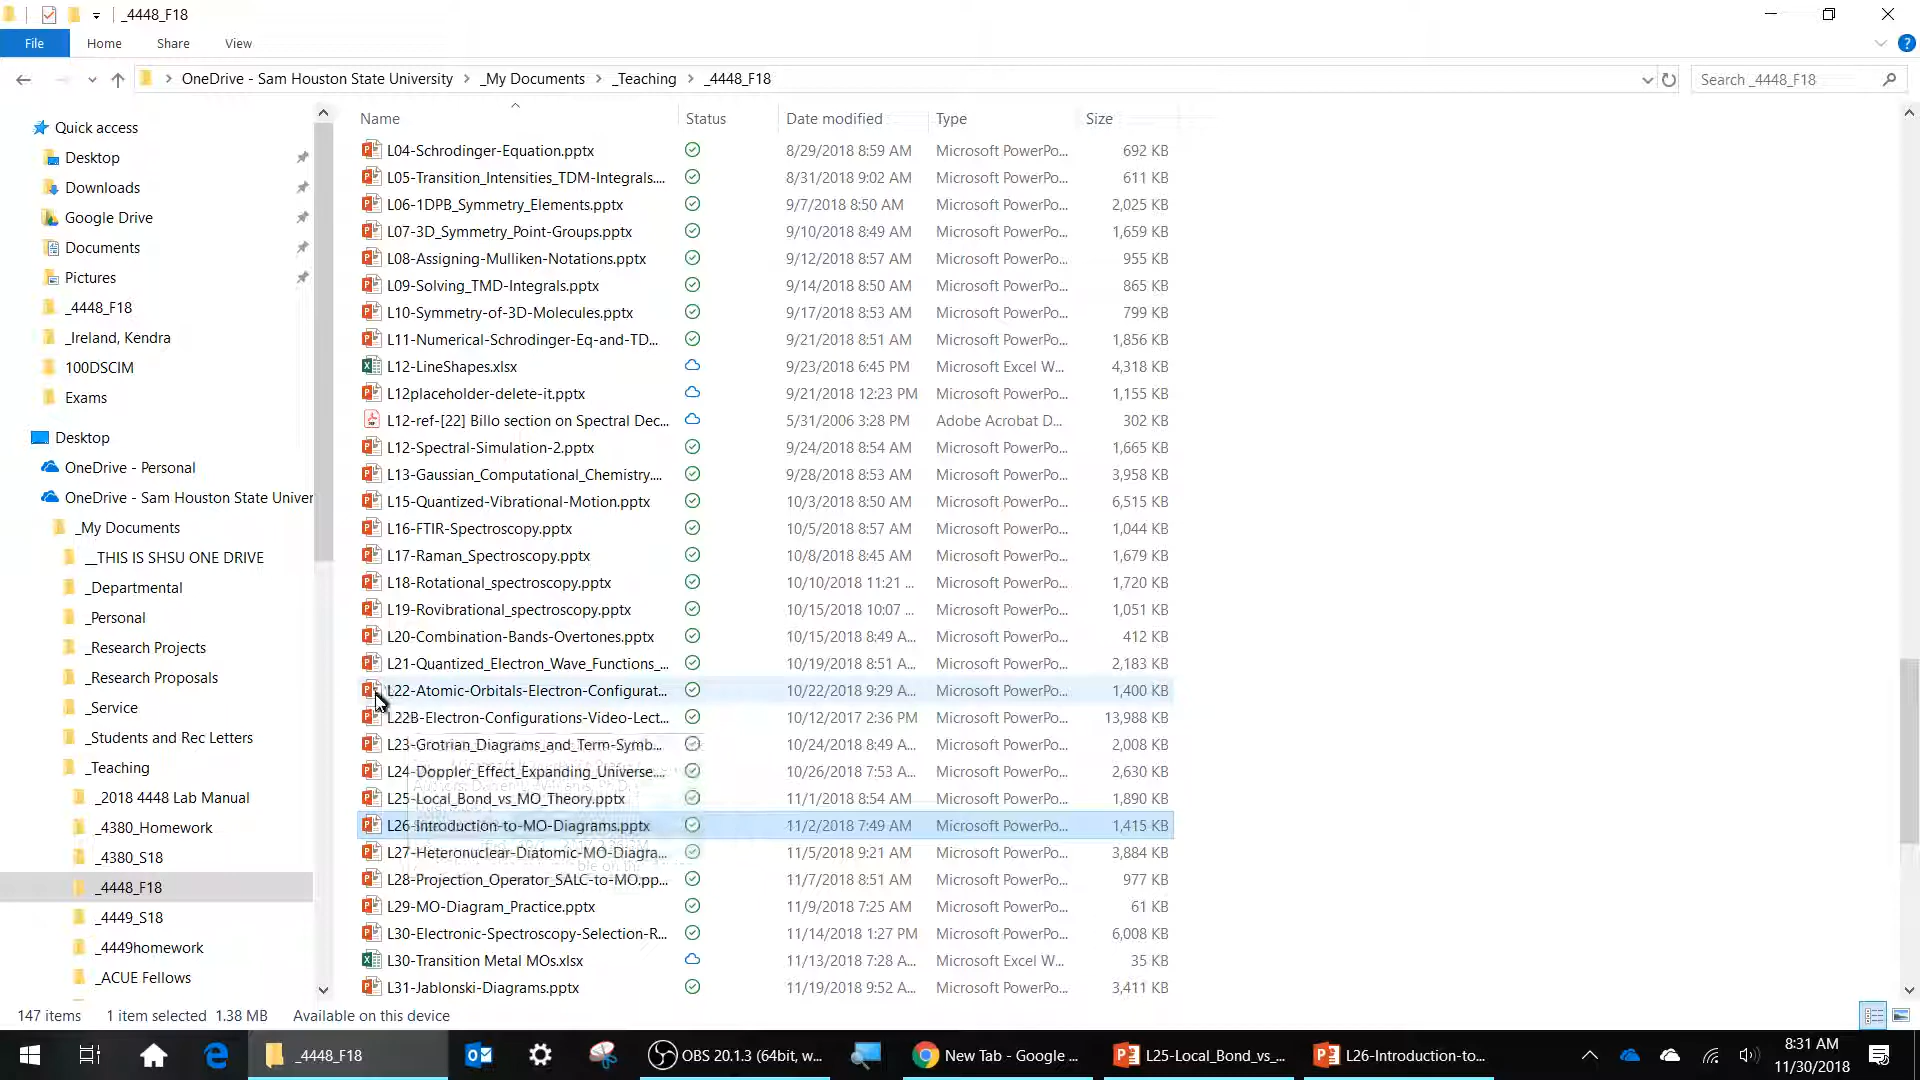 _4448_F18
File Home Share View
OneDrive - Sam Houston State University _My Documents _Teaching _4448_F18 Search _4448_F18
Name Status Date modified Type Size
Quick access
Desktop
Downloads
Google Drive
Documents
Pictures
_4448_F18
_Ireland, Kendra
100DSCIM
Exams
Desktop
OneDrive - Personal
OneDrive - Sam Houston State Univer
_My Documents
__THIS IS SHSU ONE DRIVE
_Departmental
_Personal
_Research Projects
_Research Proposals
_Service
_Students and Rec Letters
_Teaching
_2018 4448 Lab Manual
_4380_Homework
_4380_S18
_4448_F18
_4449_S18
_4449homework
_ACUE Fellows
L04-Schrodinger-Equation.pptx 8/29/2018 8:59 AM Microsoft PowerPo... 692 KB
L05-Transition_Intensities_TDM-Integrals.... 8/31/2018 9:02 AM Microsoft PowerPo... 611 KB
L06-1DPB_Symmetry_Elements.pptx 9/7/2018 8:50 AM Microsoft PowerPo... 2,025 KB
L07-3D_Symmetry_Point-Groups.pptx 9/10/2018 8:49 AM Microsoft PowerPo... 1,659 KB
L08-Assigning-Mulliken-Notations.pptx 9/12/2018 8:57 AM Microsoft PowerPo... 955 KB
L09-Solving_TMD-Integrals.pptx 9/14/2018 8:50 AM Microsoft PowerPo... 865 KB
L10-Symmetry-of-3D-Molecules.pptx 9/17/2018 8:53 AM Microsoft PowerPo... 799 KB
L11-Numerical-Schrodinger-Eq-and-TD... 9/21/2018 8:51 AM Microsoft PowerPo... 1,856 KB
L12-LineShapes.xlsx 9/23/2018 6:45 PM Microsoft Excel W... 4,318 KB
L12placeholder-delete-it.pptx 9/21/2018 12:23 PM Microsoft PowerPo... 1,155 KB
L12-ref-[22] Billo section on Spectral Dec... 5/31/2006 3:28 PM Adobe Acrobat D... 302 KB
L12-Spectral-Simulation-2.pptx 9/24/2018 8:54 AM Microsoft PowerPo... 1,665 KB
L13-Gaussian_Computational_Chemistry.... 9/28/2018 8:53 AM Microsoft PowerPo... 3,958 KB
L15-Quantized-Vibrational-Motion.pptx 10/3/2018 8:50 AM Microsoft PowerPo... 6,515 KB
L16-FTIR-Spectroscopy.pptx 10/5/2018 8:57 AM Microsoft PowerPo... 1,044 KB
L17-Raman_Spectroscopy.pptx 10/8/2018 8:45 AM Microsoft PowerPo... 1,679 KB
L18-Rotational_spectroscopy.pptx 10/10/2018 11:21 ... Microsoft PowerPo... 1,720 KB
L19-Rovibrational_spectroscopy.pptx 10/15/2018 10:07 ... Microsoft PowerPo... 1,051 KB
L20-Combination-Bands-Overtones.pptx 10/15/2018 8:49 A... Microsoft PowerPo... 412 KB
L21-Quantized_Electron_Wave_Functions_... 10/19/2018 8:51 A... Microsoft PowerPo... 2,183 KB
L22-Atomic-Orbitals-Electron-Configurat... 10/22/2018 9:29 A... Microsoft PowerPo... 1,400 KB
L22B-Electron-Configurations-Video-Lect... 10/12/2017 2:36 PM Microsoft PowerPo... 13,988 KB
L23-Grotrian_Diagrams_and_Term-Symb... 10/24/2018 8:49 A... Microsoft PowerPo... 2,008 KB
L24-Doppler_Effect_Expanding_Universe.... 10/26/2018 7:53 A... Microsoft PowerPo... 2,630 KB
L25-Local_Bond_vs_MO_Theory.pptx 11/1/2018 8:54 AM Microsoft PowerPo... 1,890 KB
L26-Introduction-to-MO-Diagrams.pptx 11/2/2018 7:49 AM Microsoft PowerPo... 1,415 KB
L27-Heteronuclear-Diatomic-MO-Diagra... 11/5/2018 9:21 AM Microsoft PowerPo... 3,884 KB
L28-Projection_Operator_SALC-to-MO.pp... 11/7/2018 8:51 AM Microsoft PowerPo... 977 KB
L29-MO-Diagram_Practice.pptx 11/9/2018 7:25 AM Microsoft PowerPo... 61 KB
L30-Electronic-Spectroscopy-Selection-R... 11/14/2018 1:27 PM Microsoft PowerPo... 6,008 KB
L30-Transition Metal MOs.xlsx 11/13/2018 7:28 A... Microsoft Excel W... 35 KB
L31-Jablonski-Diagrams.pptx 11/19/2018 9:52 A... Microsoft PowerPo... 3,411 KB
147 items 1 item selected 1.38 MB Available on this device
_4448_F18 OBS 20.1.3 (64bit, w... New Tab - Google ... L25-Local_Bond_vs_... L26-Introduction-to... 8:31 AM
11/30/2018